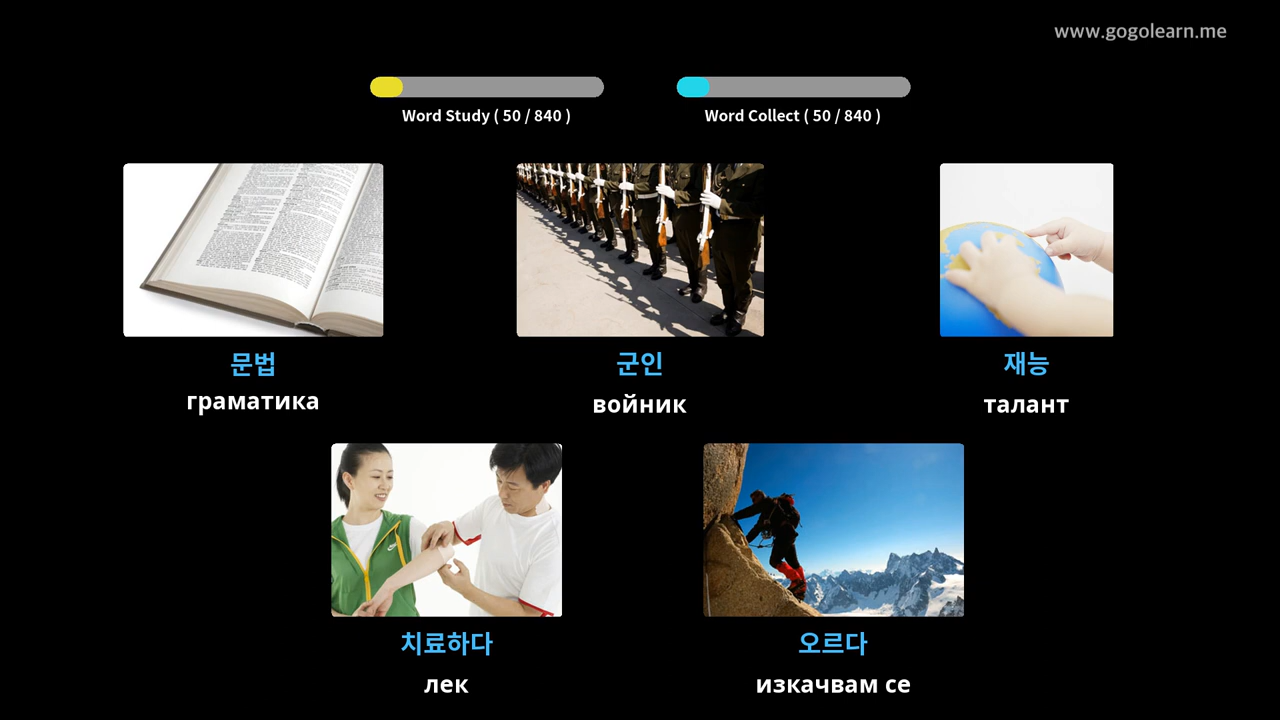 www.gogolearn.me
Word Study ( 50 / 840 )
Word Collect ( 50 / 840 )
문법
граматика
군인
войник
재능
талант
치료하다
лек
오르다
изкачвам се